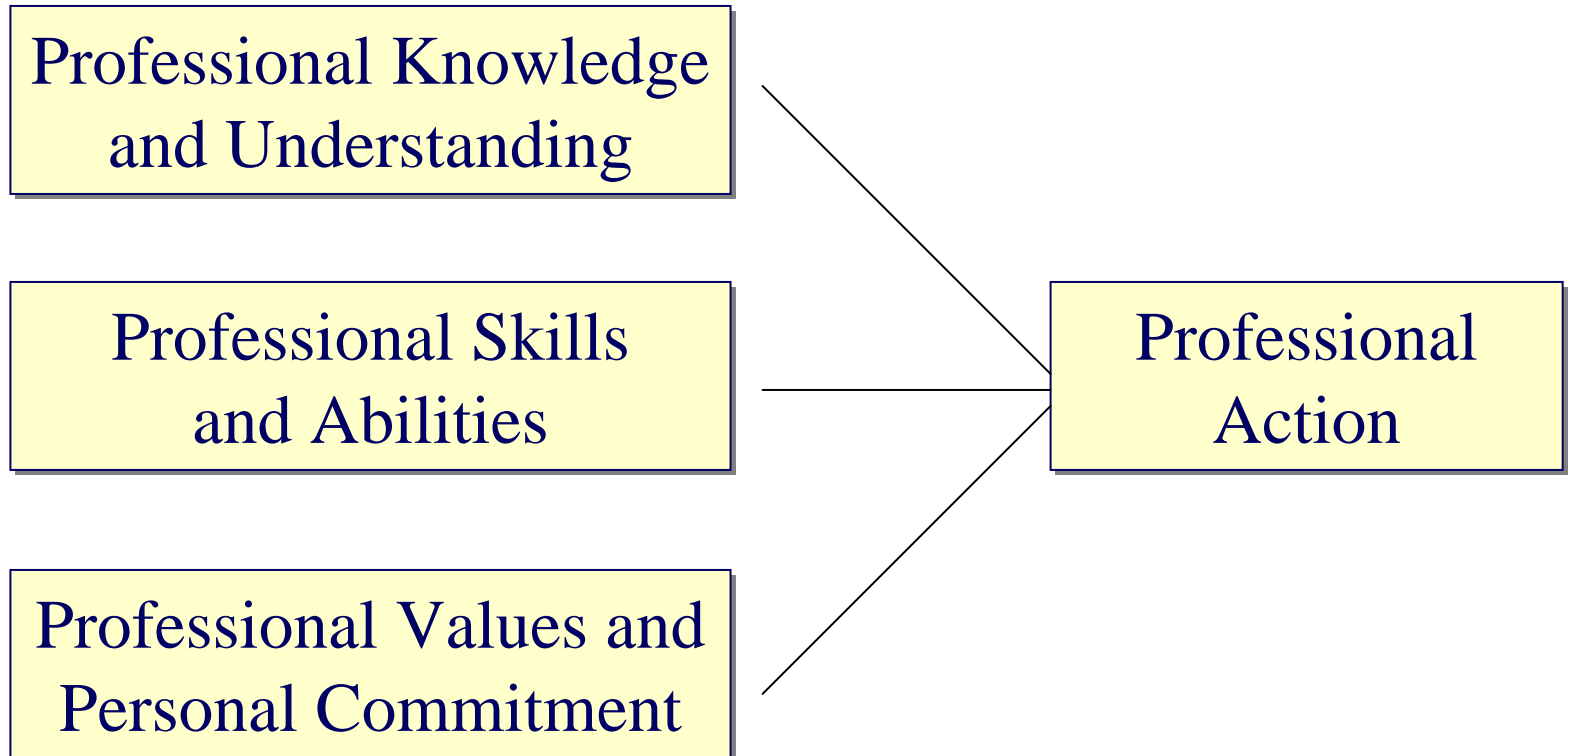 Professional Knowledge
and Understanding
Professional Skills
and Abilities
Professional Values and
Personal Commitment
Professional
Action